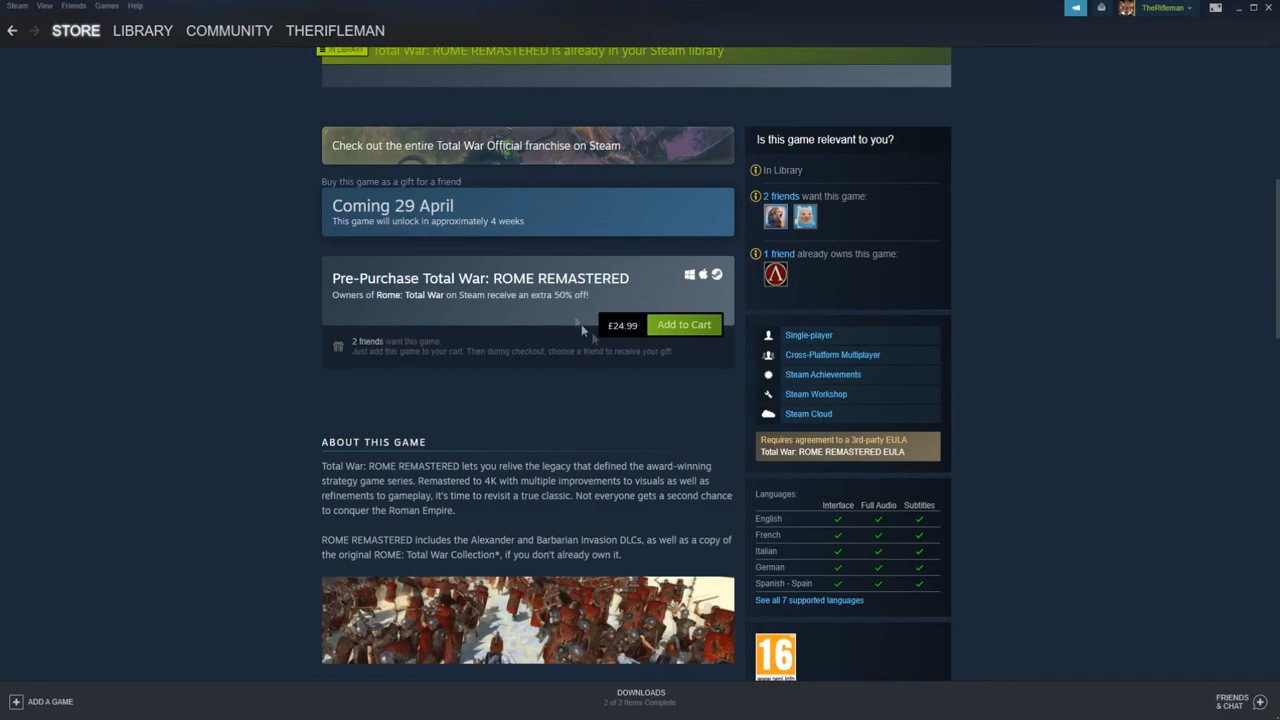 Steam View Friends Games Help
TheRifleman
STORE LIBRARY COMMUNITY THERIFLEMAN
IN LIBRARY Total War: ROME REMASTERED is already in your Steam library
Check out the entire Total War Official franchise on Steam
Buy this game as a gift for a friend
Coming 29 April
This game will unlock in approximately 4 weeks
Pre-Purchase Total War: ROME REMASTERED
Owners of Rome: Total War on Steam receive an extra 50% off!
£24.99 Add to Cart
2 friends want this game.
Just add this game to your cart. Then during checkout, choose a friend to receive your gift.
ABOUT THIS GAME
Total War: ROME REMASTERED lets you relive the legacy that defined the award-winning
strategy game series. Remastered to 4K with multiple improvements to visuals as well as
refinements to gameplay, it's time to revisit a true classic. Not everyone gets a second chance
to conquer the Roman Empire.
ROME REMASTERED includes the Alexander and Barbarian Invasion DLCs, as well as a copy of
the original ROME: Total War Collection*, if you don't already own it.
Is this game relevant to you?
In Library
2 friends want this game:
1 friend already owns this game:
Single-player
Cross-Platform Multiplayer
Steam Achievements
Steam Workshop
Steam Cloud
Requires agreement to a 3rd-party EULA
Total War: ROME REMASTERED EULA
Languages:
Interface Full Audio Subtitles
English
French
Italian
German
Spanish - Spain
See all 7 supported languages
16
www.pegi.info
ADD A GAME
DOWNLOADS
2 of 2 Items Complete
FRIENDS
& CHAT